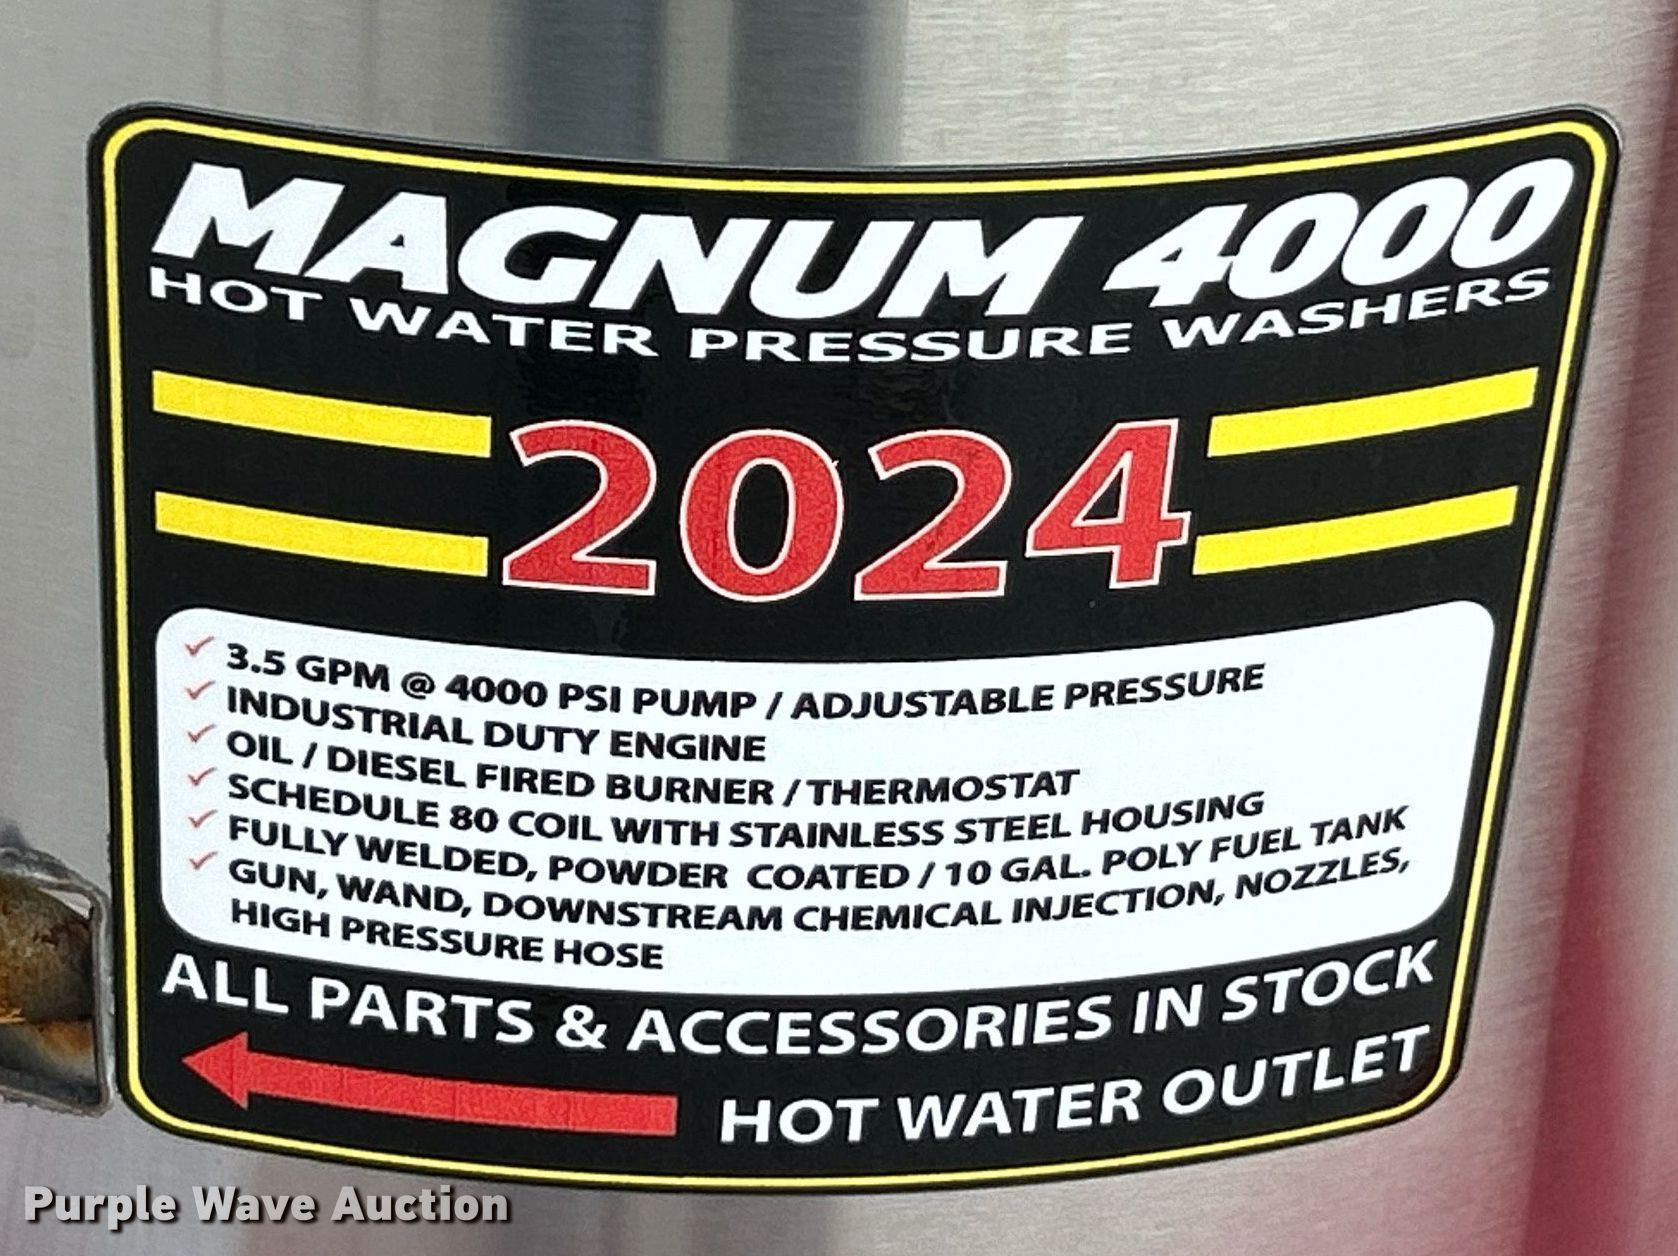 MAGNUM 4000
HOT WATER PRESSURE WASHERS
2024
3.5 GPM @ 4000 PSI PUMP / ADJUSTABLE PRESSURE
INDUSTRIAL DUTY ENGINE
OIL / DIESEL FIRED BURNER / THERMOSTAT
SCHEDULE 80 COIL WITH STAINLESS STEEL HOUSING
FULLY WELDED, POWDER COATED / 10 GAL. POLY FUEL TANK
GUN, WAND, DOWNSTREAM CHEMICAL INJECTION, NOZZLES,
HIGH PRESSURE HOSE
ALL PARTS & ACCESSORIES IN STOCK
HOT WATER OUTLET
Purple Wave Auction